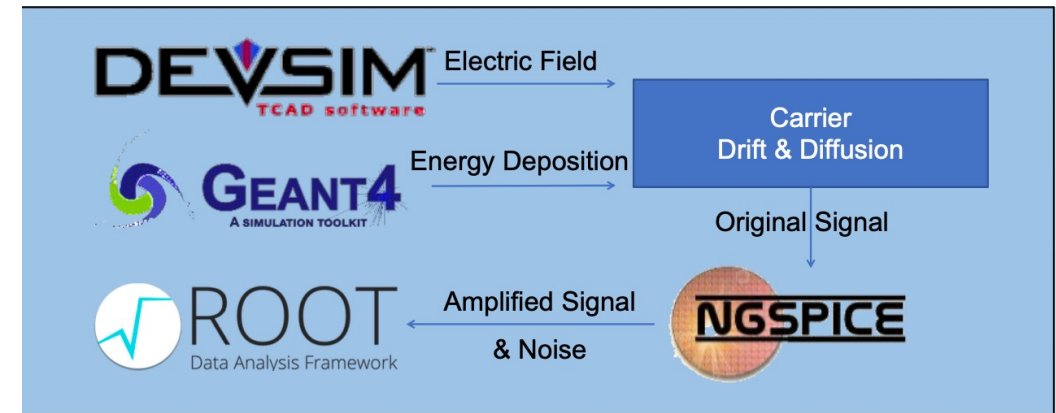 DEVSIM
TCAD software
Electric Field
Carrier
Drift & Diffusion
GEANT4
A SIMULATION TOOLKIT
Energy Deposition
Original Signal
ROOT
Data Analysis Framework
Amplified Signal
& Noise
NGSPICE